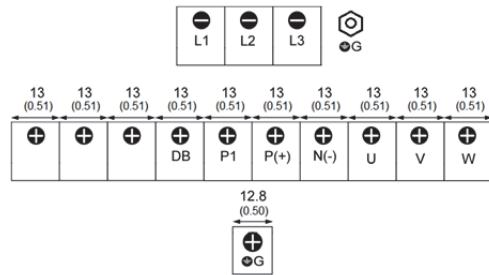 L1 L2 L3
G
13 13 13 13 13 13 13 13 13 13
(0.51) (0.51) (0.51) (0.51) (0.51) (0.51) (0.51) (0.51) (0.51) (0.51)
DB P1 P(+) N(-) U V W
12.8
(0.50)
G